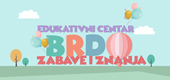 EDUKATIVNI CENTAR
BRDO
ZABAVE I ZNANJA